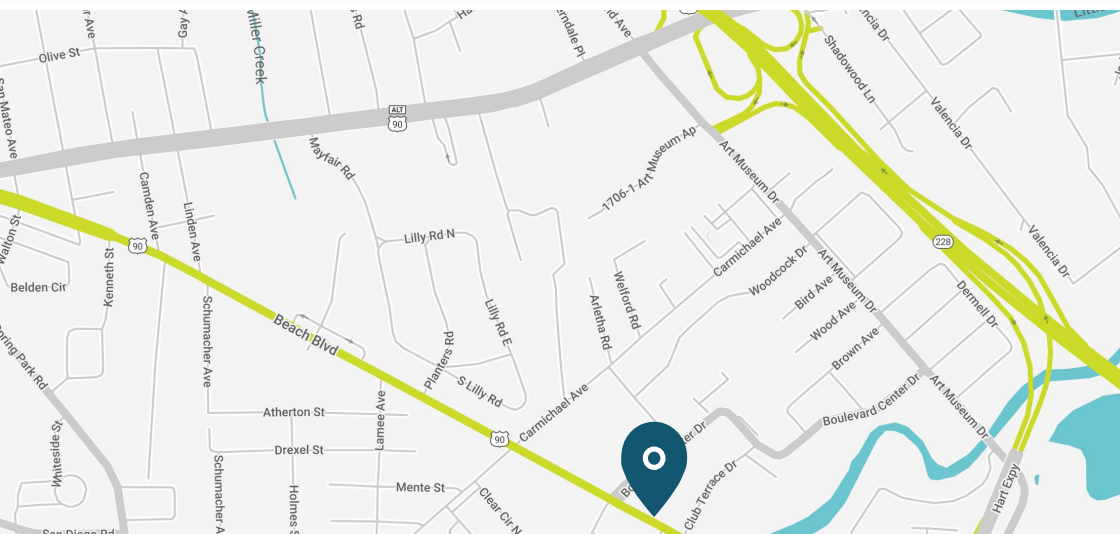 Miller Creek
Olive St
Shadowood Ln
Valencia Dr
ALT
90
San Mateo Ave
Mayfair Rd
1706-1-Art Museum Ap
Art Museum Dr
Camden Ave
Linden Ave
Lilly Rd N
Carmichael Ave
Valencia Dr
90
228
Walton St
Kenneth St
Belden Cir
Woodcock Dr
Art Museum Dr
Bird Ave
Welford Rd
Arletha Rd
Wood Ave
Dermell Dr
Schumacher Ave
Beach Blvd
Lilly Rd E
Planters Rd
Brown Ave
Spring Park Rd
S Lilly Rd
Carmichael Ave
Boulevard Center Dr
Art Museum Dr
Atherton St
Lamee Ave
90
Whiteside St
Drexel St
Mente St
Clear Cir N
Club Terrace Dr
Hart Expy
Schumacher A
Holmes S
San Diego Rd